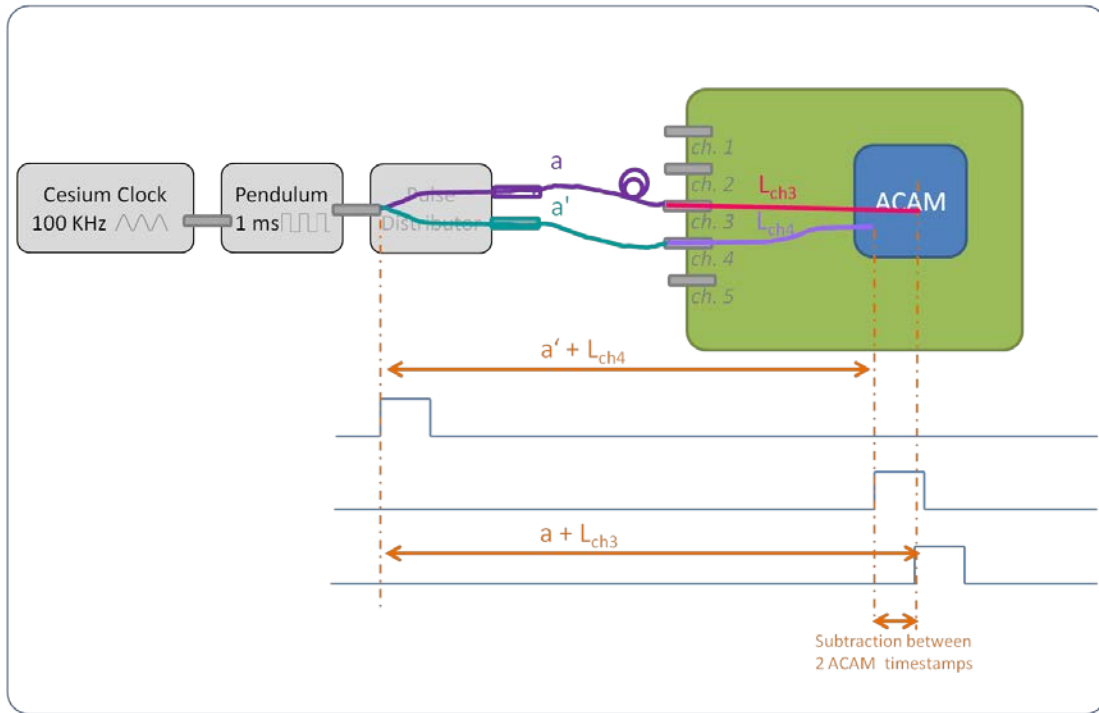 Cesium Clock
100 KHz
Pendulum
1 ms
Pulse
Distributor
a
a'
ch. 1
ch. 2
ch. 3
ch. 4
ch. 5
Lch3
Lch4
ACAM
a' + Lch4
a + Lch3
Subtraction between
2 ACAM timestamps